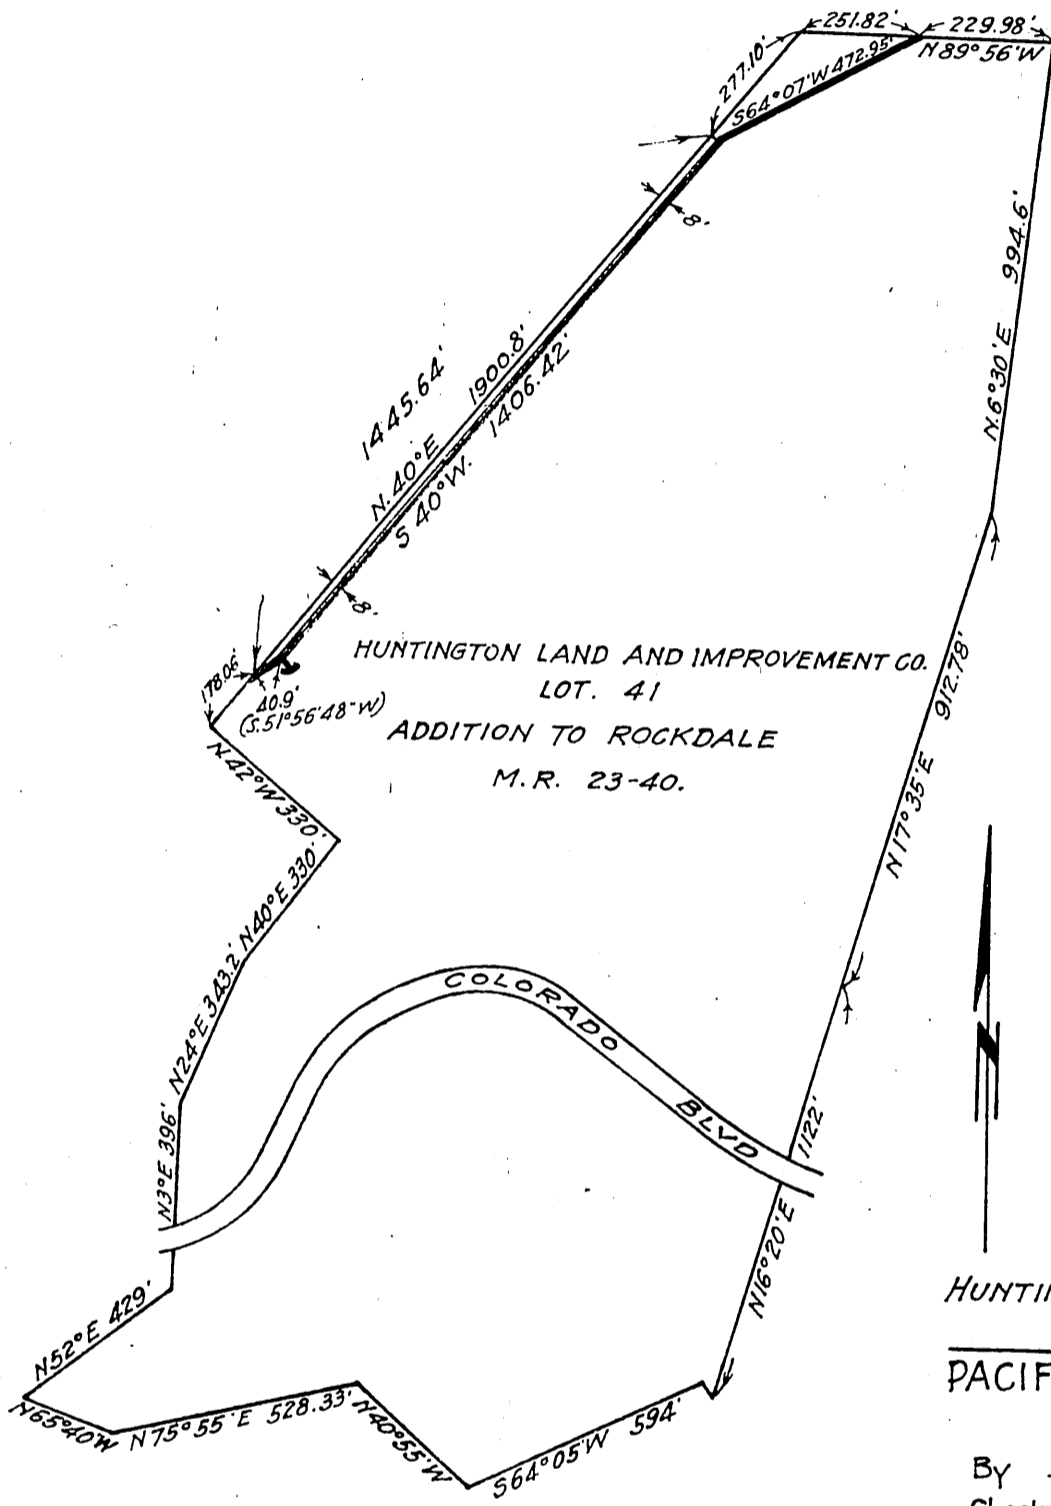 251.82'
229.98'
N89°56'W
277.10'
S64°07'W 472.95'
8'
994.6'
N.6°30'E
1445.64'
1900.8'
N.40°E
S 40°W. 1406.42'
8'
HUNTINGTON LAND AND IMPROVEMENT CO.
LOT. 41
ADDITION TO ROCKDALE
M.R. 23-40.
178.06'
40.9'
(S.51°56'48"W)
N.42°W 330'
N17°35'E 912.78'
N40°E 330'
N24°E 343.2'
COLORADO BLVD
N3°E 396'
N16°20'E 1122'
N
N52°E 429'
N65°40'W
N75°55'E 528.33'
N40°55'W
S64°05'W 594'
HUNTI
PACIF
By